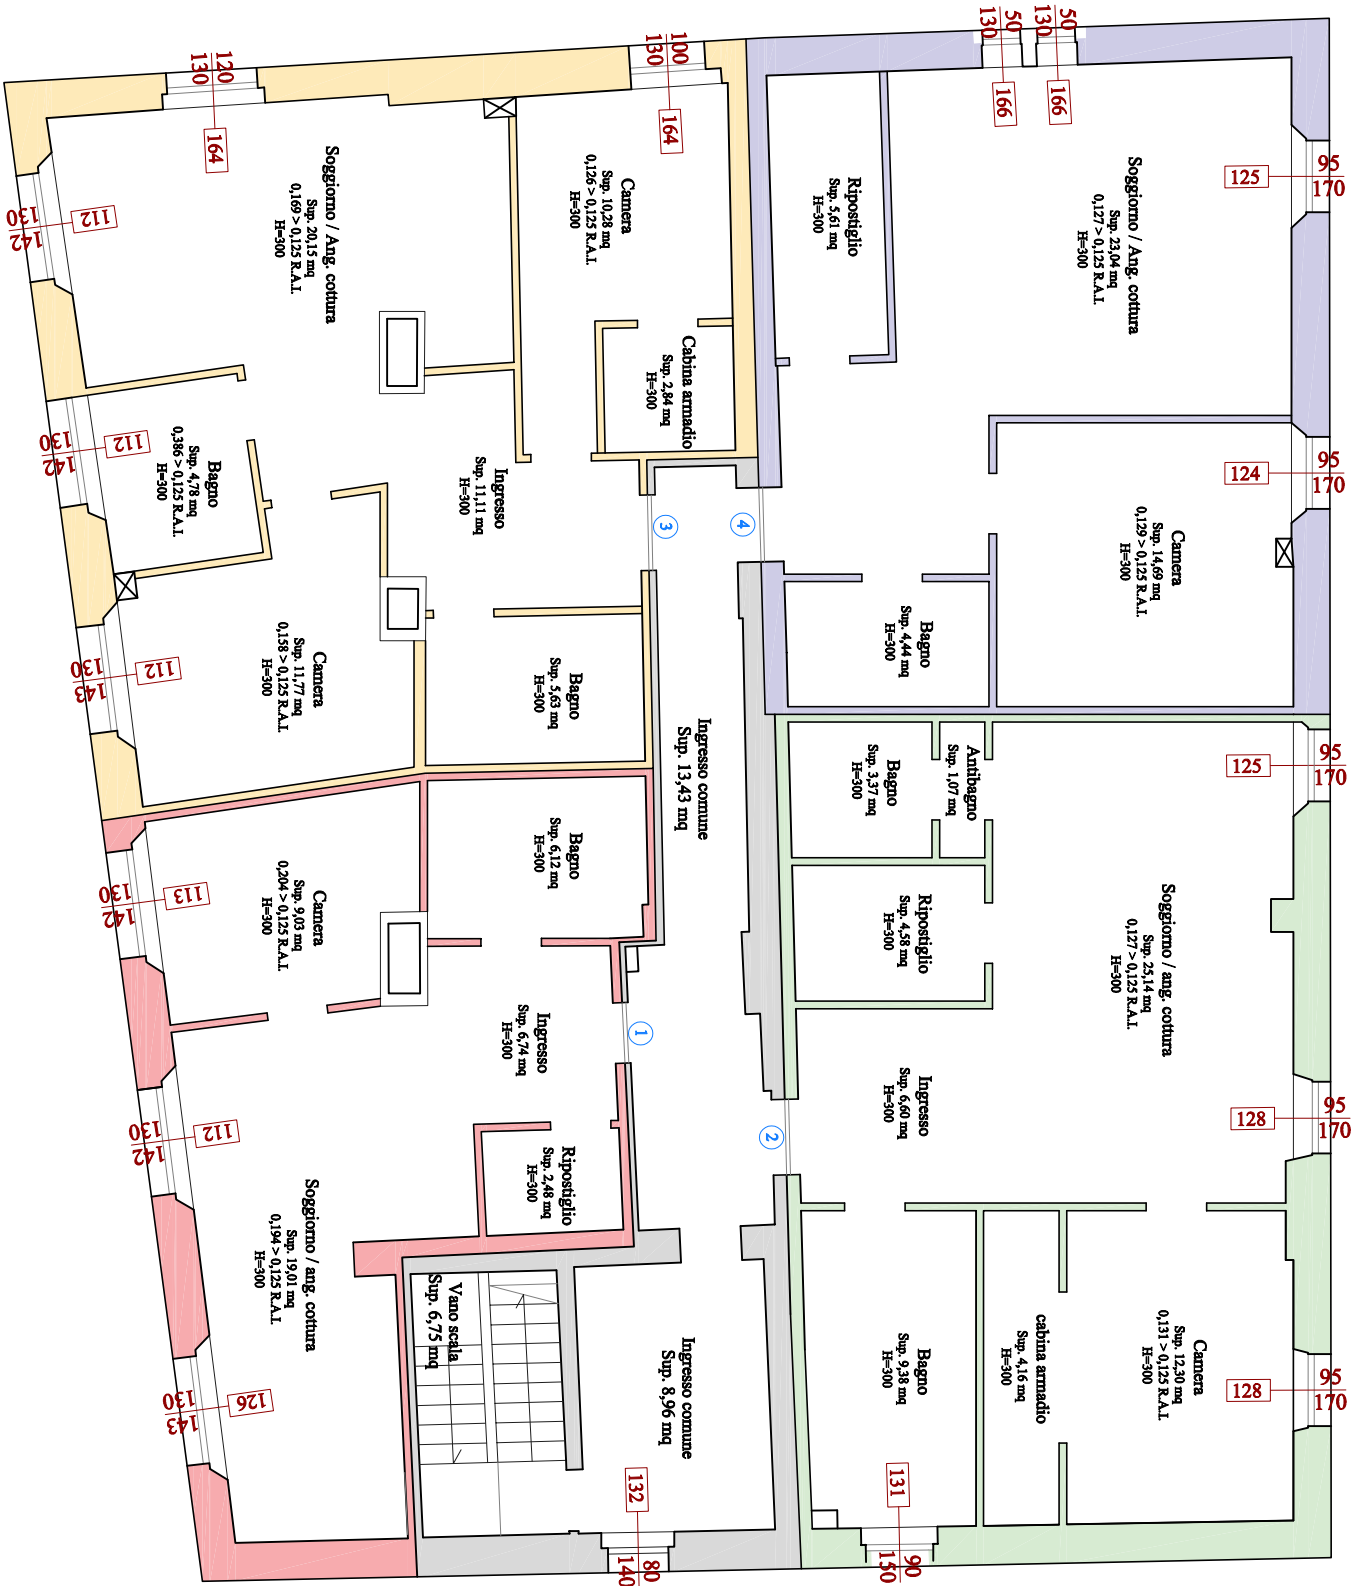 120
130
164
100
130
164
50
130
166
50
130
166
95
170
125
Soggiorno / Ang. cottura
Sup. 20,15 mq
0,169 > 0,125 R.A.I.
H=300
Camera
Sup. 10,28 mq
0,126 > 0,125 R.A.I.
H=300
Ripostiglio
Sup. 5,61 mq
H=300
Soggiorno / Ang. cottura
Sup. 23,04 mq
0,127 > 0,125 R.A.I.
H=300
112
130
142
Cabina armadio
Sup. 2,84 mq
H=300
112
130
142
Bagno
Sup. 4,78 mq
0,386 > 0,125 R.A.I.
H=300
Ingresso
Sup. 11,11 mq
H=300
3
4
95
170
124
Camera
Sup. 14,69 mq
0,129 > 0,125 R.A.I.
H=300
Bagno
Sup. 4,44 mq
H=300
112
130
143
Camera
Sup. 11,77 mq
0,158 > 0,125 R.A.I.
H=300
Bagno
Sup. 5,63 mq
H=300
Ingresso comune
Sup. 13,43 mq
Bagno
Sup. 3,37 mq
H=300
Antibagno
Sup. 1,07 mq
95
170
125
113
130
142
Camera
Sup. 9,03 mq
0,204 > 0,125 R.A.I.
H=300
Bagno
Sup. 6,12 mq
H=300
Ripostiglio
Sup. 4,58 mq
H=300
Soggiorno / ang. cottura
Sup. 25,14 mq
0,127 > 0,125 R.A.I.
H=300
Ingresso
Sup. 6,74 mq
H=300
1
2
Ingresso
Sup. 6,60 mq
H=300
95
170
128
112
130
142
Ripostiglio
Sup. 2,48 mq
H=300
Soggiorno / ang. cottura
Sup. 19,01 mq
0,194 > 0,125 R.A.I.
H=300
126
130
143
Vano scala
Sup. 6,75 mq
Ingresso comune
Sup. 8,96 mq
Bagno
Sup. 9,38 mq
H=300
cabina armadio
Sup. 4,16 mq
H=300
Camera
Sup. 12,30 mq
0,131 > 0,125 R.A.I.
H=300
95
170
128
132
80
140
131
90
150